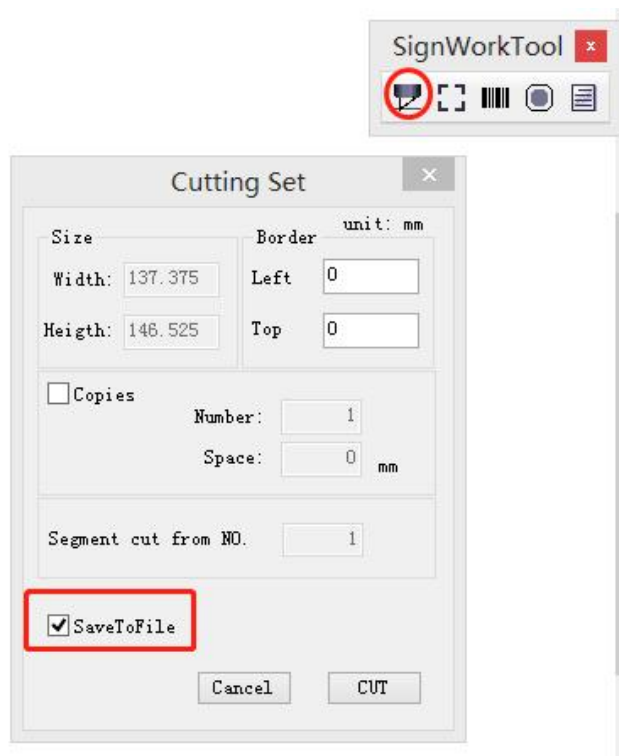 SignWorkTool x
Cutting Set ×
unit: mm
Size
Border
Width: 137.375
Left 0
Heigth: 146.525
Top 0
Copies
Number: 1
Space: 0 mm
Segment cut from NO. 1
SaveToFile
Cancel CUT